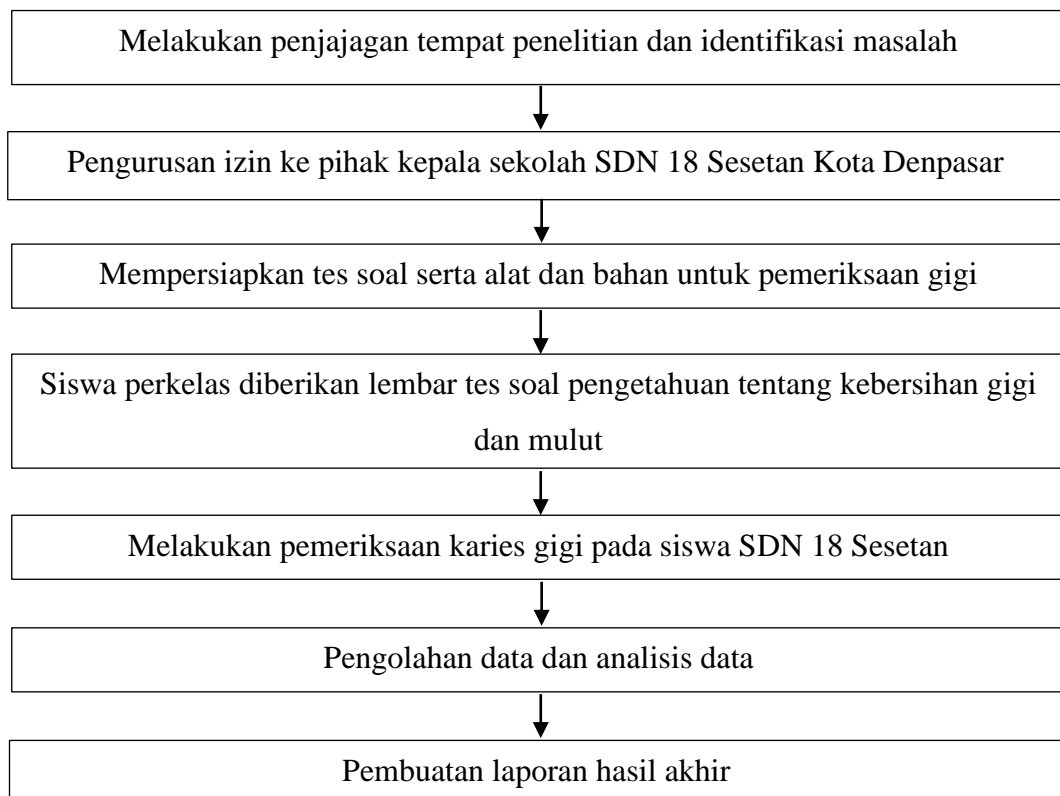 Melakukan penjajagan tempat penelitian dan identifikasi masalah
Pengurusan izin ke pihak kepala sekolah SDN 18 Sesetan Kota Denpasar
Mempersiapkan tes soal serta alat dan bahan untuk pemeriksaan gigi
Siswa perkelas diberikan lembar tes soal pengetahuan tentang kebersihan gigi
dan mulut
Melakukan pemeriksaan karies gigi pada siswa SDN 18 Sesetan
Pengolahan data dan analisis data
Pembuatan laporan hasil akhir